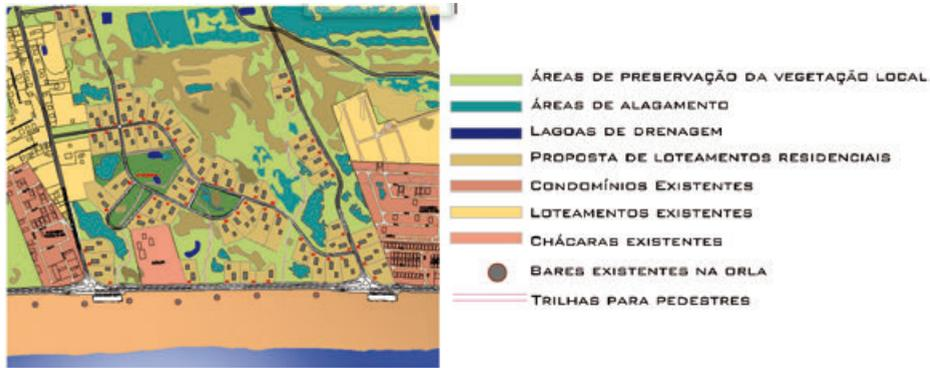 ÁREAS DE PRESERVAÇÃO DA VEGETAÇÃO LOCAL
ÁREAS DE ALAGAMENTO
LAGOAS DE DRENAGEM
PROPOSTA DE LOTEAMENTOS RESIDENCIAIS
CONDOMÍNIOS EXISTENTES
LOTEAMENTOS EXISTENTES
CHÁCARAS EXISTENTES
BARES EXISTENTES NA ORLA
TRILHAS PARA PEDESTRES